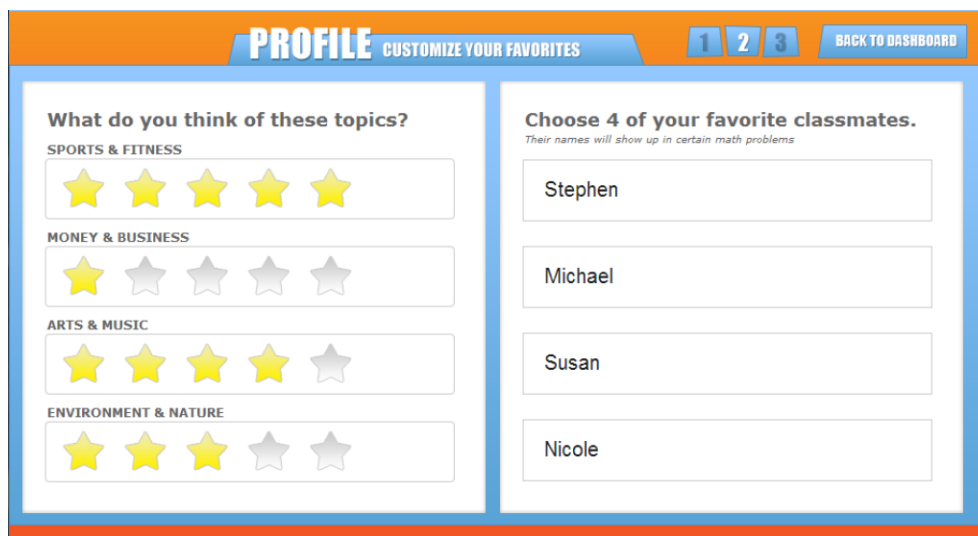 PROFILE CUSTOMIZE YOUR FAVORITES
1 2 3
BACK TO DASHBOARD
What do you think of these topics?
SPORTS & FITNESS
MONEY & BUSINESS
ARTS & MUSIC
ENVIRONMENT & NATURE
Choose 4 of your favorite classmates.
Their names will show up in certain math problems
Stephen
Michael
Susan
Nicole